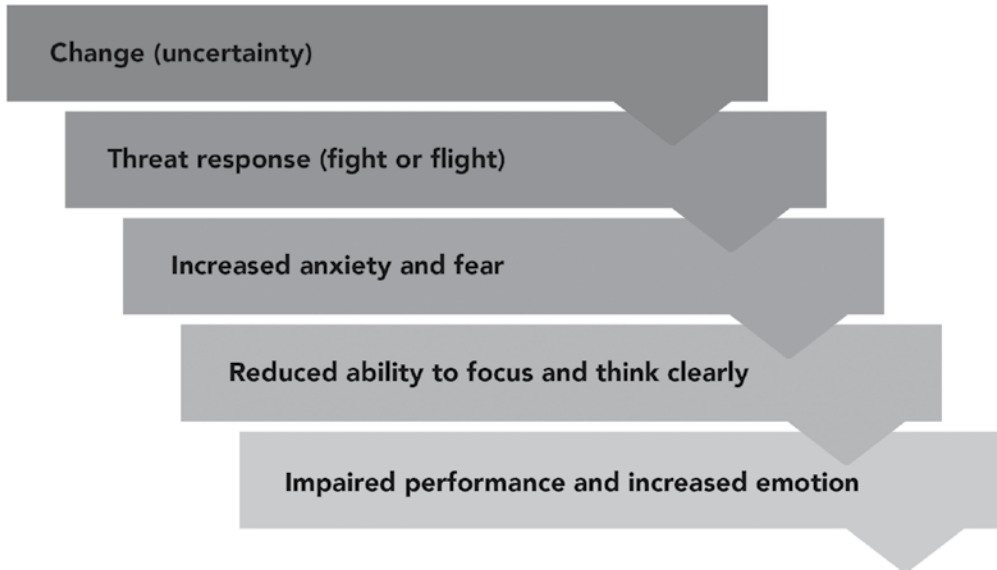 Change (uncertainty)
Threat response (fight or flight)
Increased anxiety and fear
Reduced ability to focus and think clearly
Impaired performance and increased emotion